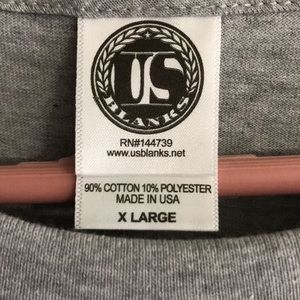 US
BLANKS
RN#144739
www.usblanks.net
90% COTTON 10% POLYESTER
MADE IN USA
X LARGE